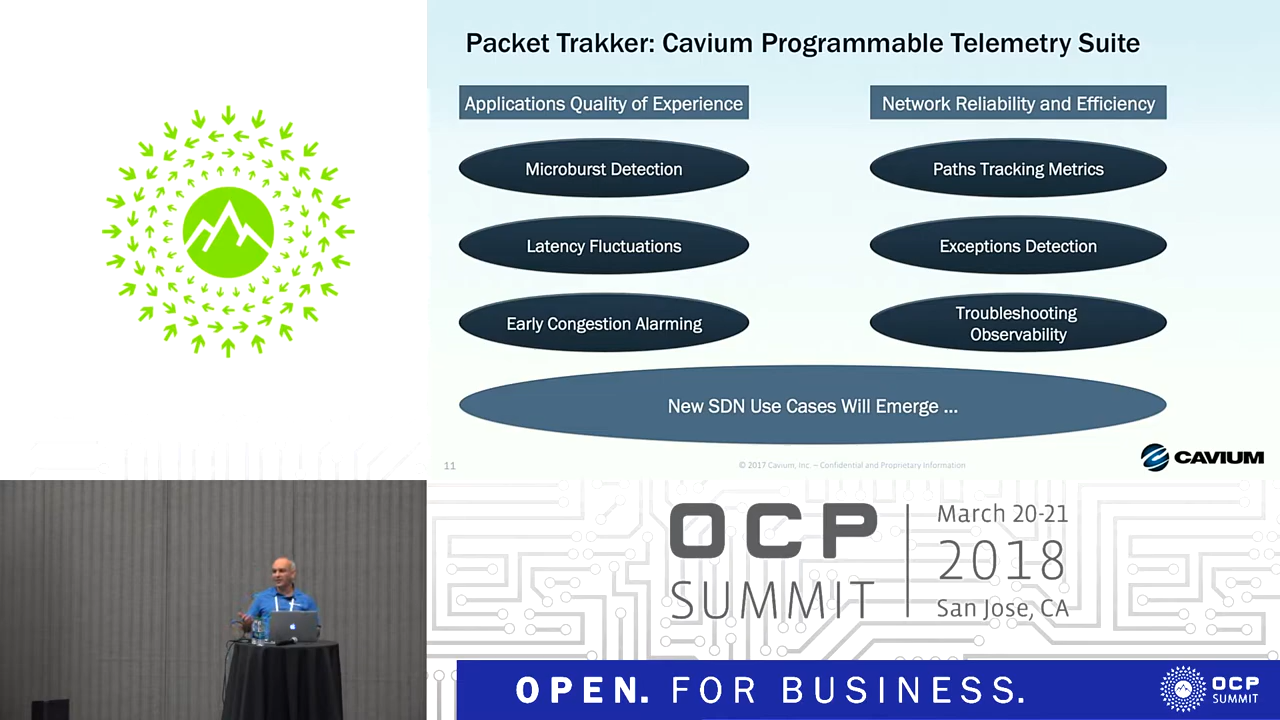 Packet Trakker: Cavium Programmable Telemetry Suite
Applications Quality of Experience
Network Reliability and Efficiency
Microburst Detection
Paths Tracking Metrics
Latency Fluctuations
Exceptions Detection
Early Congestion Alarming
Troubleshooting
Observability
New SDN Use Cases Will Emerge ...
11
© 2017 Cavium, Inc. – Confidential and Proprietary Information
CAVIUM
OCP
SUMMIT
March 20-21
2018
San Jose, CA
OPEN. FOR BUSINESS.
OCP
SUMMIT